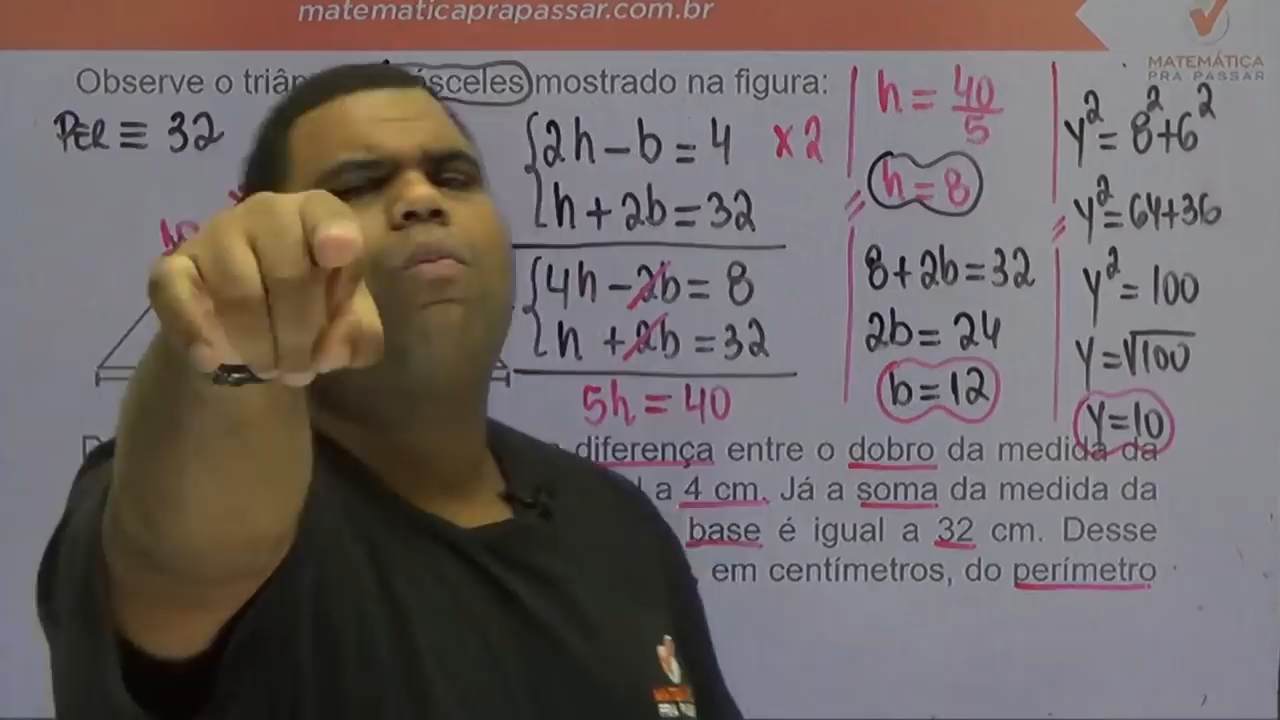 matematicaprapassar.com.br
MATEMÁTICA
PRA PASSAR
Observe o mostrado na figura:
PER ≡ 32
2h - b = 4 x2
h + 2b = 32
4h - 2b = 8
h + 2b = 32
5h = 40
h = 40/5
h = 8
8 + 2b = 32
2b = 24
b = 12
y² = 8² + 6²
y² = 64 + 36
y² = 100
y = √100
y = 10
diferença entre o dobro da medida da
a 4 cm. Já a soma da medida da
base é igual a 32 cm. Desse
em centímetros, do perímetro